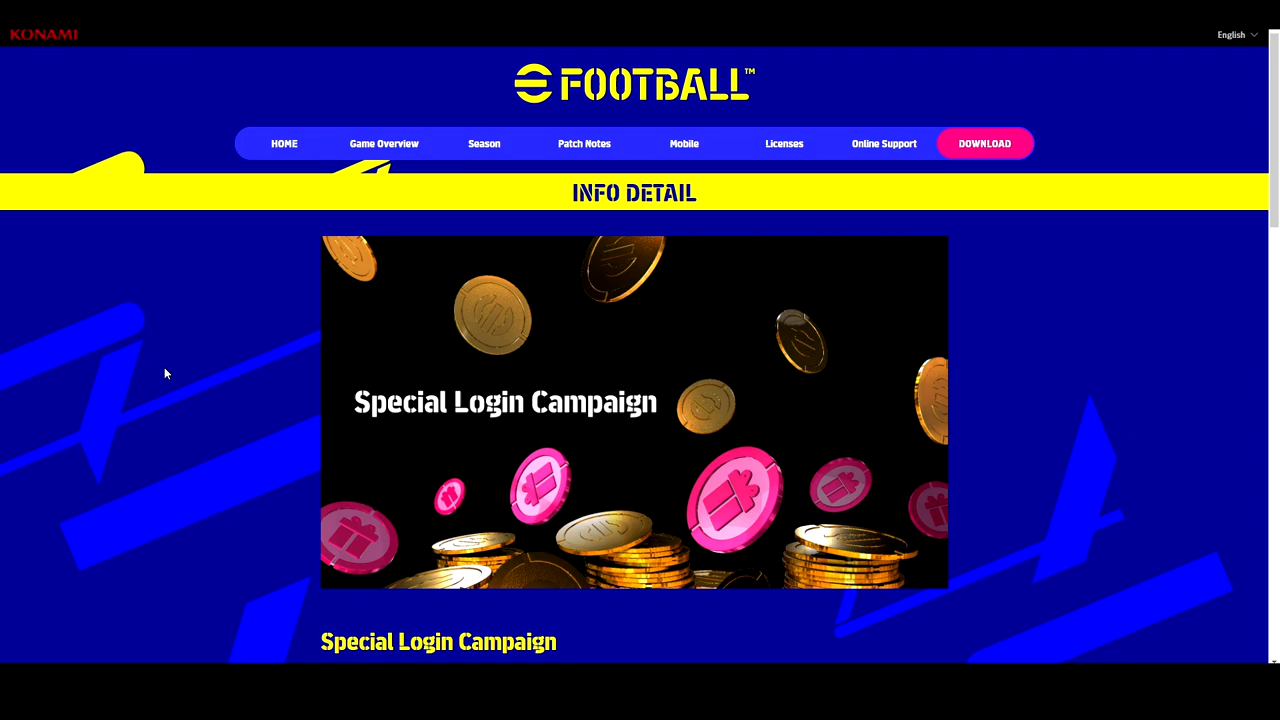 KONAMI
English
FOOTBALL™
HOME Game Overview Season Patch Notes Mobile Licenses Online Support DOWNLOAD
INFO DETAIL
Special Login Campaign
Special Login Campaign